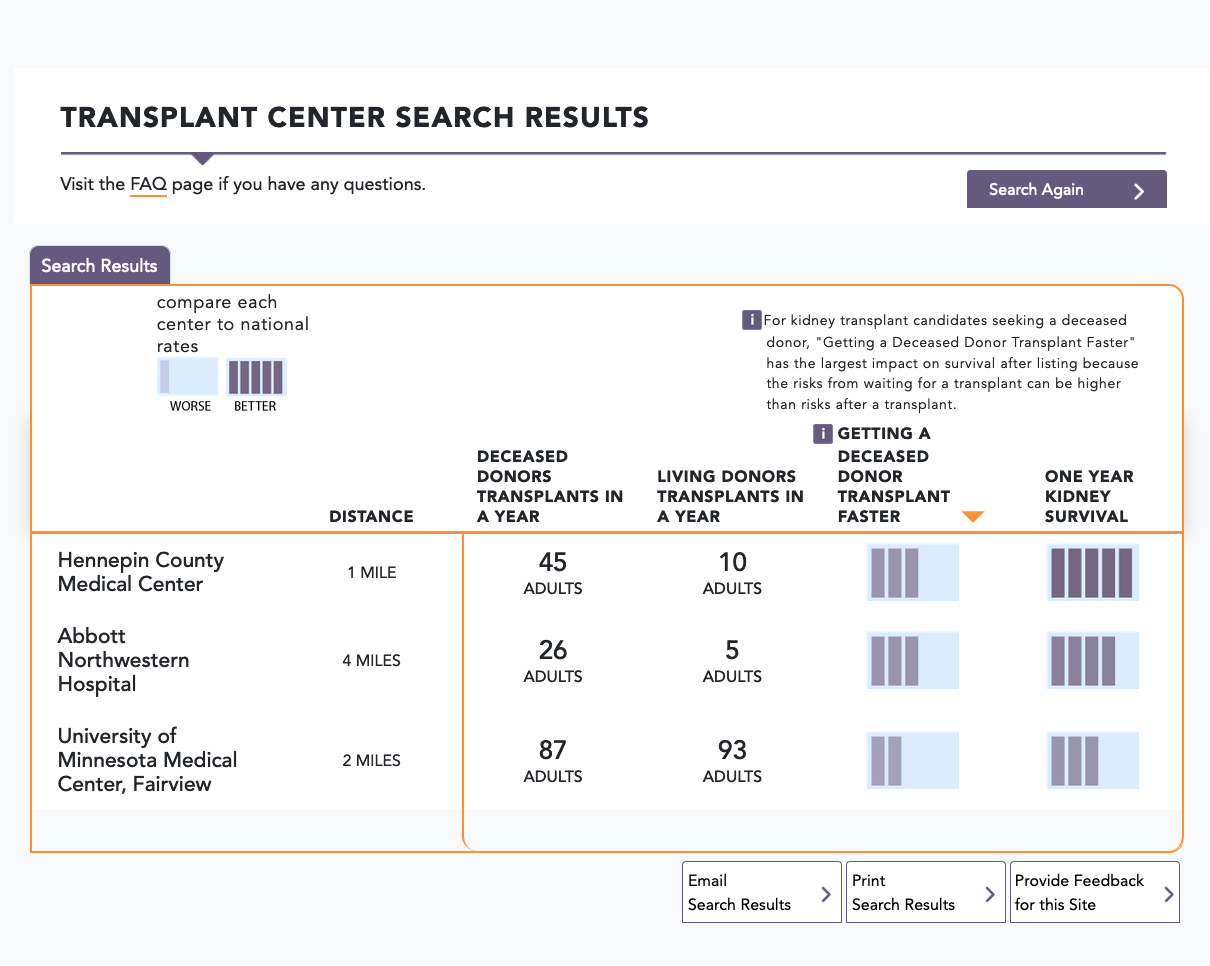 TRANSPLANT CENTER SEARCH RESULTS
Visit the FAQ page if you have any questions.
Search Again
Search Results
compare each
center to national
rates
WORSE BETTER
i For kidney transplant candidates seeking a deceased
donor, "Getting a Deceased Donor Transplant Faster"
has the largest impact on survival after listing because
the risks from waiting for a transplant can be higher
than risks after a transplant.
DISTANCE
DECEASED
DONORS
TRANSPLANTS IN
A YEAR
LIVING DONORS
TRANSPLANTS IN
A YEAR
i GETTING A
DECEASED
DONOR
TRANSPLANT
FASTER
ONE YEAR
KIDNEY
SURVIVAL
Hennepin County
Medical Center
1 MILE
45
ADULTS
10
ADULTS
Abbott
Northwestern
Hospital
4 MILES
26
ADULTS
5
ADULTS
University of
Minnesota Medical
Center, Fairview
2 MILES
87
ADULTS
93
ADULTS
Email
Search Results
Print
Search Results
Provide Feedback
for this Site